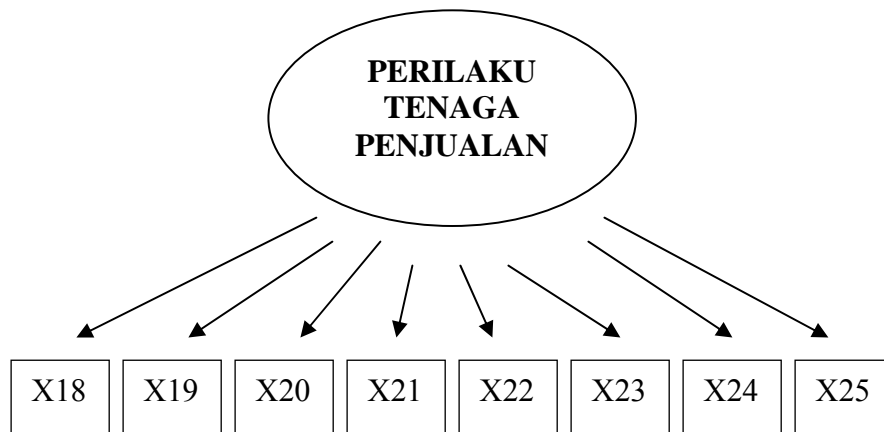 PERILAKU
TENAGA
PENJUALAN
X18 X19 X20 X21 X22 X23 X24 X25